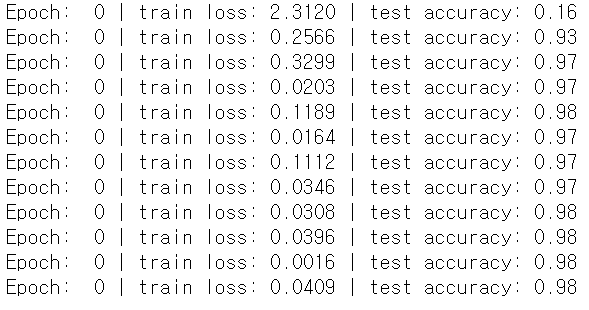 Epoch:  0 | train loss: 2.3120 | test accuracy: 0.16
Epoch:  0 | train loss: 0.2566 | test accuracy: 0.93
Epoch:  0 | train loss: 0.3299 | test accuracy: 0.97
Epoch:  0 | train loss: 0.0203 | test accuracy: 0.97
Epoch:  0 | train loss: 0.1189 | test accuracy: 0.98
Epoch:  0 | train loss: 0.0164 | test accuracy: 0.97
Epoch:  0 | train loss: 0.1112 | test accuracy: 0.97
Epoch:  0 | train loss: 0.0346 | test accuracy: 0.97
Epoch:  0 | train loss: 0.0308 | test accuracy: 0.98
Epoch:  0 | train loss: 0.0396 | test accuracy: 0.98
Epoch:  0 | train loss: 0.0016 | test accuracy: 0.98
Epoch:  0 | train loss: 0.0409 | test accuracy: 0.98